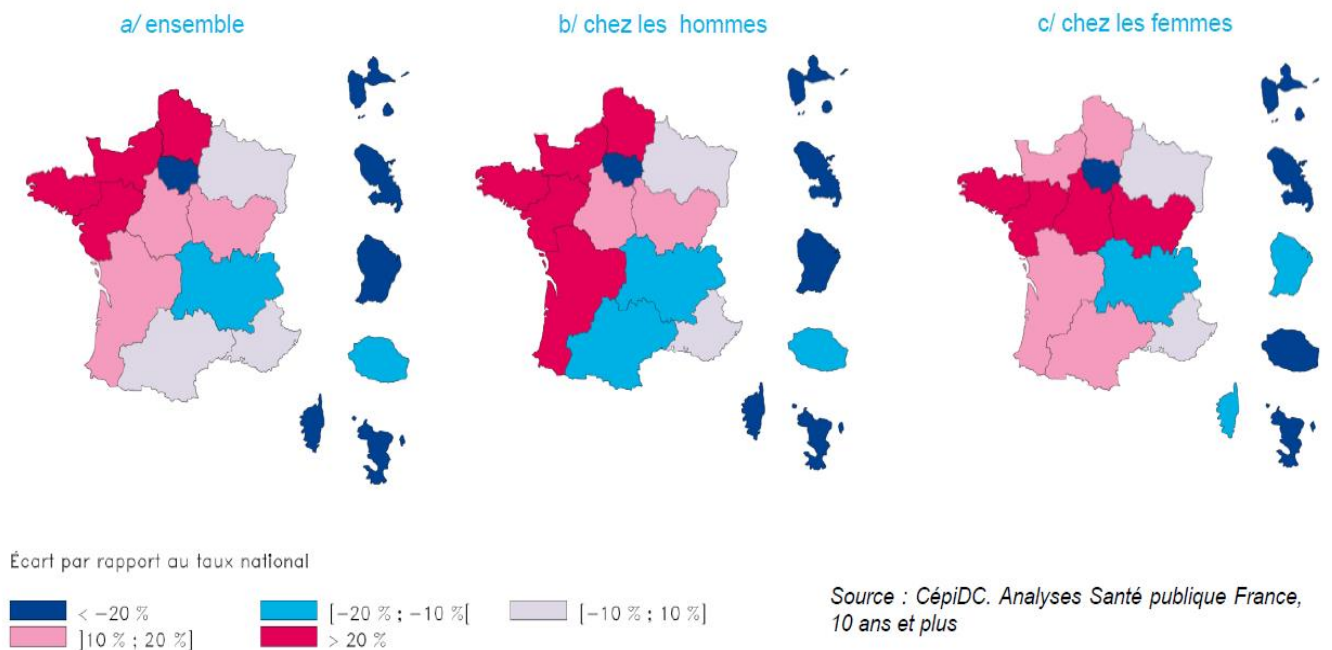 a/ ensemble
b/ chez les hommes
c/ chez les femmes
Écart par rapport au taux national
< −20 %
[−20 % ; −10 %[
[−10 % ; 10 %]
]10 % ; 20 %]
> 20 %
Source : CépiDC. Analyses Santé publique France,
10 ans et plus